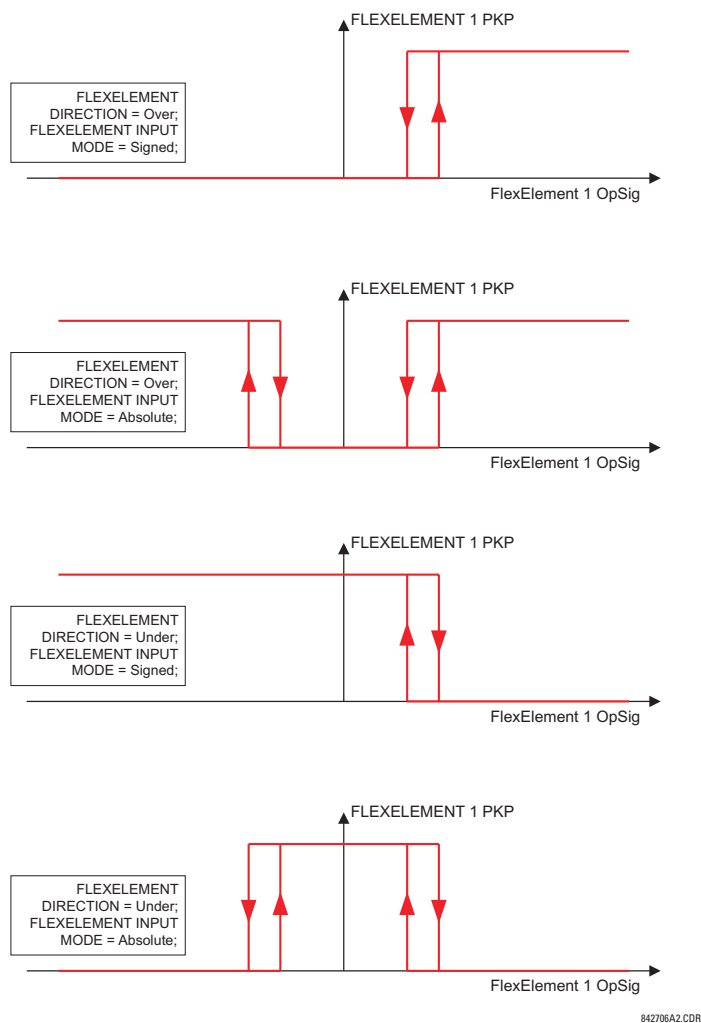 FLEXELEMENT 1 PKP
FLEXELEMENT
DIRECTION = Over;
FLEXELEMENT INPUT
MODE = Signed;
FlexElement 1 OpSig
FLEXELEMENT 1 PKP
FLEXELEMENT
DIRECTION = Over;
FLEXELEMENT INPUT
MODE = Absolute;
FlexElement 1 OpSig
FLEXELEMENT 1 PKP
FLEXELEMENT
DIRECTION = Under;
FLEXELEMENT INPUT
MODE = Signed;
FlexElement 1 OpSig
FLEXELEMENT 1 PKP
FLEXELEMENT
DIRECTION = Under;
FLEXELEMENT INPUT
MODE = Absolute;
FlexElement 1 OpSig
842706A2.CDR